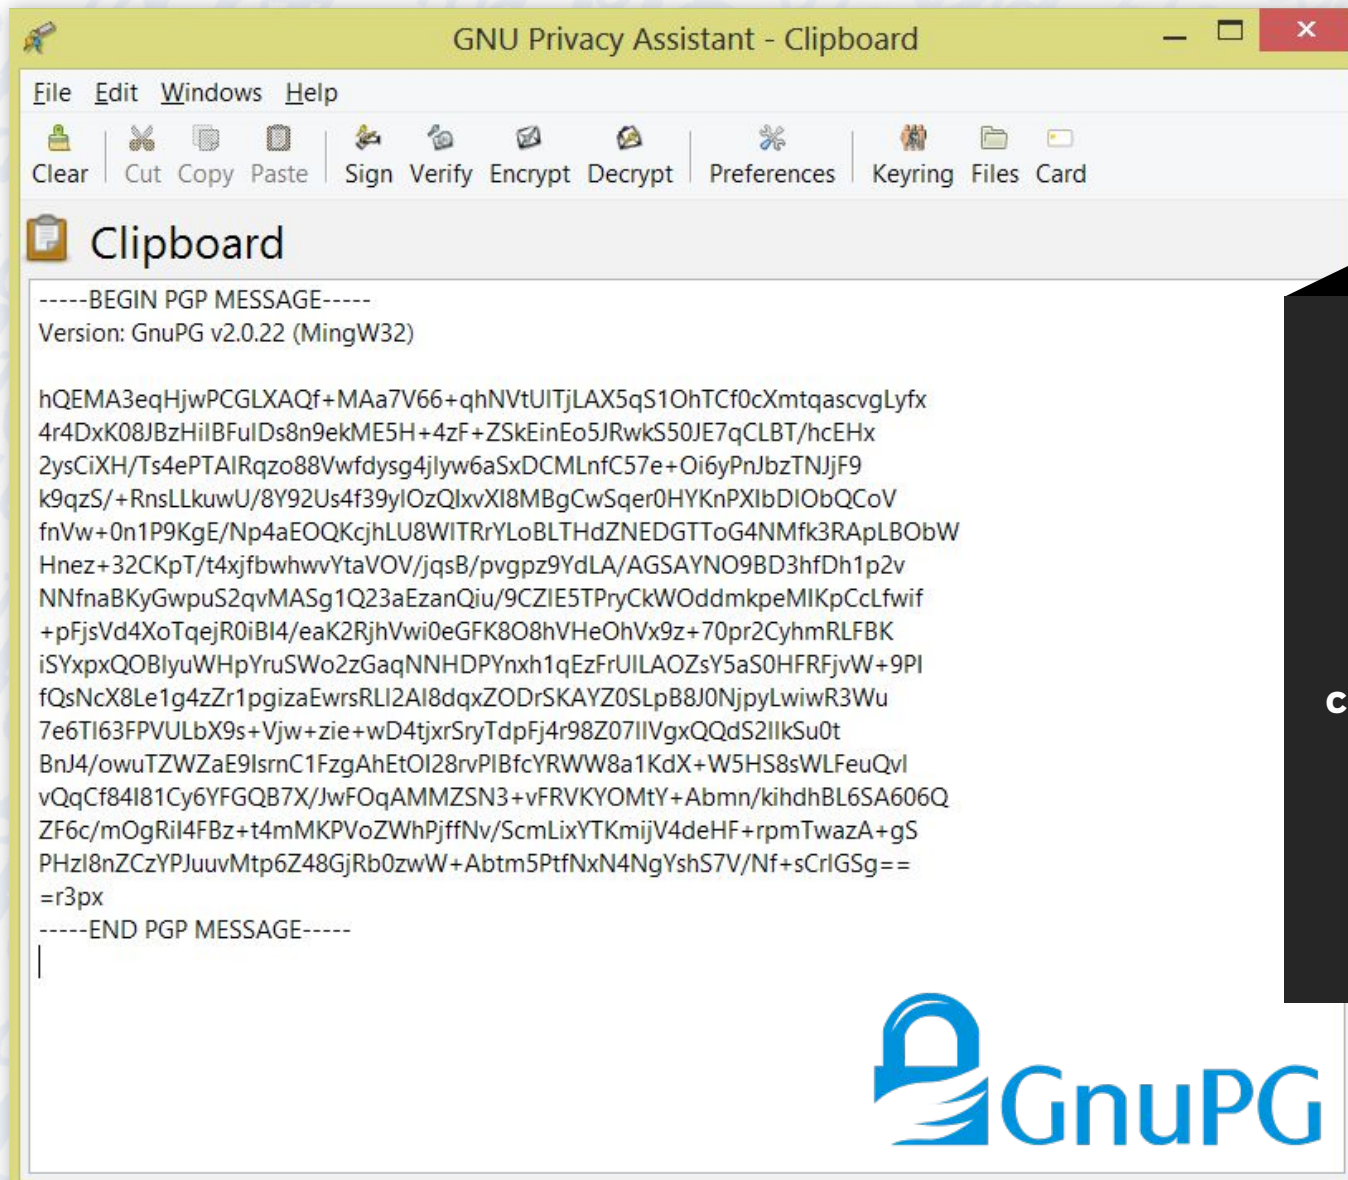 GNU Privacy Assistant - Clipboard
File Edit Windows Help
Clear Cut Copy Paste Sign Verify Encrypt Decrypt Preferences Keyring Files Card
Clipboard
-----BEGIN PGP MESSAGE-----
Version: GnuPG v2.0.22 (MingW32)
hQEMA3eqHjwPCGLXAQf+MAa7V66+qhNVtUITjLAX5qS1OhTCf0cXmtqascvgLyfx
4r4DxK08JBzHiIBFuIDs8n9ekME5H+4zF+ZSkEinEo5JRwkS50JE7qCLBT/hcEHx
2ysCiXH/Ts4ePTAIRqzo88Vwfdysg4jlyw6aSxDCMLnfC57e+Oi6yPnJbzTNJjF9
k9qzS/+RnsLLkuwU/8Y92Us4f39ylOzQIxvXI8MBgCwSqer0HYKnPXIbDIObQCoV
fnVw+0n1P9KgE/Np4aEOQKcjhLU8WITRrYLoBLTHdZNEDGTToG4NMfk3RApLBObW
Hnez+32CKpT/t4xjfbwhwvYtaVOV/jqsB/pvgpz9YdLA/AGSAYNO9BD3hfDh1p2v
NNfnaBKyGwpuS2qvMASg1Q23aEzanQiu/9CZIE5TPryCkWOddmkpeMIKpCcLfwif
+pFjsVd4XoTqejR0iBI4/eaK2RjhVwi0eGFK8O8hVHeOhVx9z+70pr2CyhmRLFBK
iSYxpxQOBlyuWHpYruSWo2zGaqNNHDPYnxh1qEzFrUILAOZsY5aS0HFRFjvW+9PI
fQsNcX8Le1g4zZr1pgizaEwrsRLI2AI8dqxZODrSKAYZ0SLpB8J0NjpyLwiwR3Wu
7e6TI63FPVULbX9s+Vjw+zie+wD4tjxrSryTdpFj4r98Z07IIVgxQQdS2IIkSu0t
BnJ4/owuTZWZaE9IsrnC1FzgAhEtOI28rvPIBfcYRWW8a1KdX+W5HS8sWLFeuQvI
vQqCf84I81Cy6YFGQB7X/JwFOqAMMZSN3+vFRVKYOMtY+Abmn/kihdhBL6SA606Q
ZF6c/mOgRiI4FBz+t4mMKPVoZWhPjffNv/ScmLixYTKmijV4deHF+rpmTwazA+gS
PHzI8nZCzYPJuuvMtp6Z48GjRb0zwW+Abtm5PtfNxN4NgYshS7V/Nf+sCrIGSg==
=r3px
-----END PGP MESSAGE-----
c
GnuPG